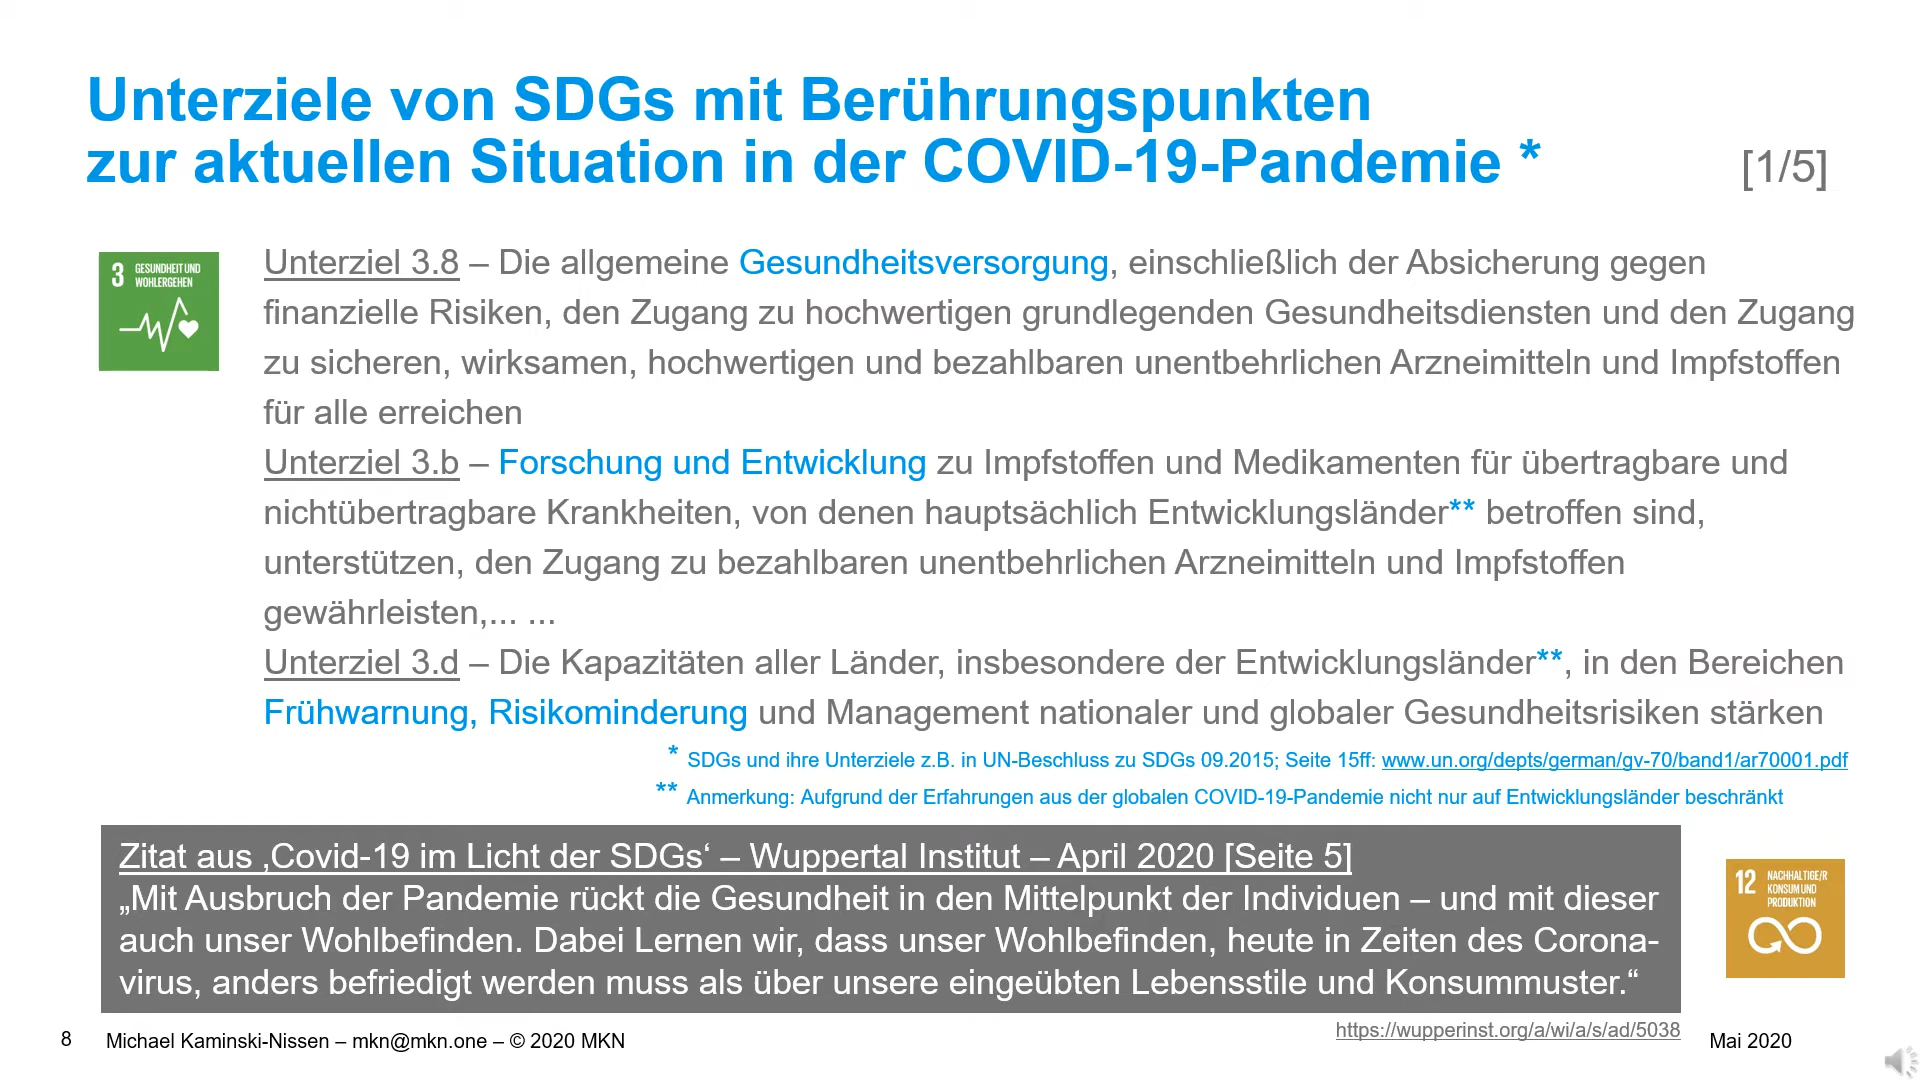 Unterziele von SDGs mit Berührungspunkten
zur aktuellen Situation in der COVID-19-Pandemie *
[1/5]
3 GESUNDHEIT UND
WOHLERGEHEN
Unterziel 3.8 – Die allgemeine Gesundheitsversorgung, einschließlich der Absicherung gegen
finanzielle Risiken, den Zugang zu hochwertigen grundlegenden Gesundheitsdiensten und den Zugang
zu sicheren, wirksamen, hochwertigen und bezahlbaren unentbehrlichen Arzneimitteln und Impfstoffen
für alle erreichen
Unterziel 3.b – Forschung und Entwicklung zu Impfstoffen und Medikamenten für übertragbare und
nichtübertragbare Krankheiten, von denen hauptsächlich Entwicklungsländer** betroffen sind,
unterstützen, den Zugang zu bezahlbaren unentbehrlichen Arzneimitteln und Impfstoffen
gewährleisten,... ...
Unterziel 3.d – Die Kapazitäten aller Länder, insbesondere der Entwicklungsländer**, in den Bereichen
Frühwarnung, Risikominderung und Management nationaler und globaler Gesundheitsrisiken stärken
* SDGs und ihre Unterziele z.B. in UN-Beschluss zu SDGs 09.2015; Seite 15ff: www.un.org/depts/german/gv-70/band1/ar70001.pdf
** Anmerkung: Aufgrund der Erfahrungen aus der globalen COVID-19-Pandemie nicht nur auf Entwicklungsländer beschränkt
Zitat aus ‚Covid-19 im Licht der SDGs‘ – Wuppertal Institut – April 2020 [Seite 5]
„Mit Ausbruch der Pandemie rückt die Gesundheit in den Mittelpunkt der Individuen – und mit dieser
auch unser Wohlbefinden. Dabei Lernen wir, dass unser Wohlbefinden, heute in Zeiten des Corona-
virus, anders befriedigt werden muss als über unsere eingeübten Lebensstile und Konsummuster.“
12 NACHHALTIGE/R
KONSUM UND
PRODUKTION
8
Michael Kaminski-Nissen – mkn@mkn.one – © 2020 MKN
https://wupperinst.org/a/wi/a/s/ad/5038
Mai 2020